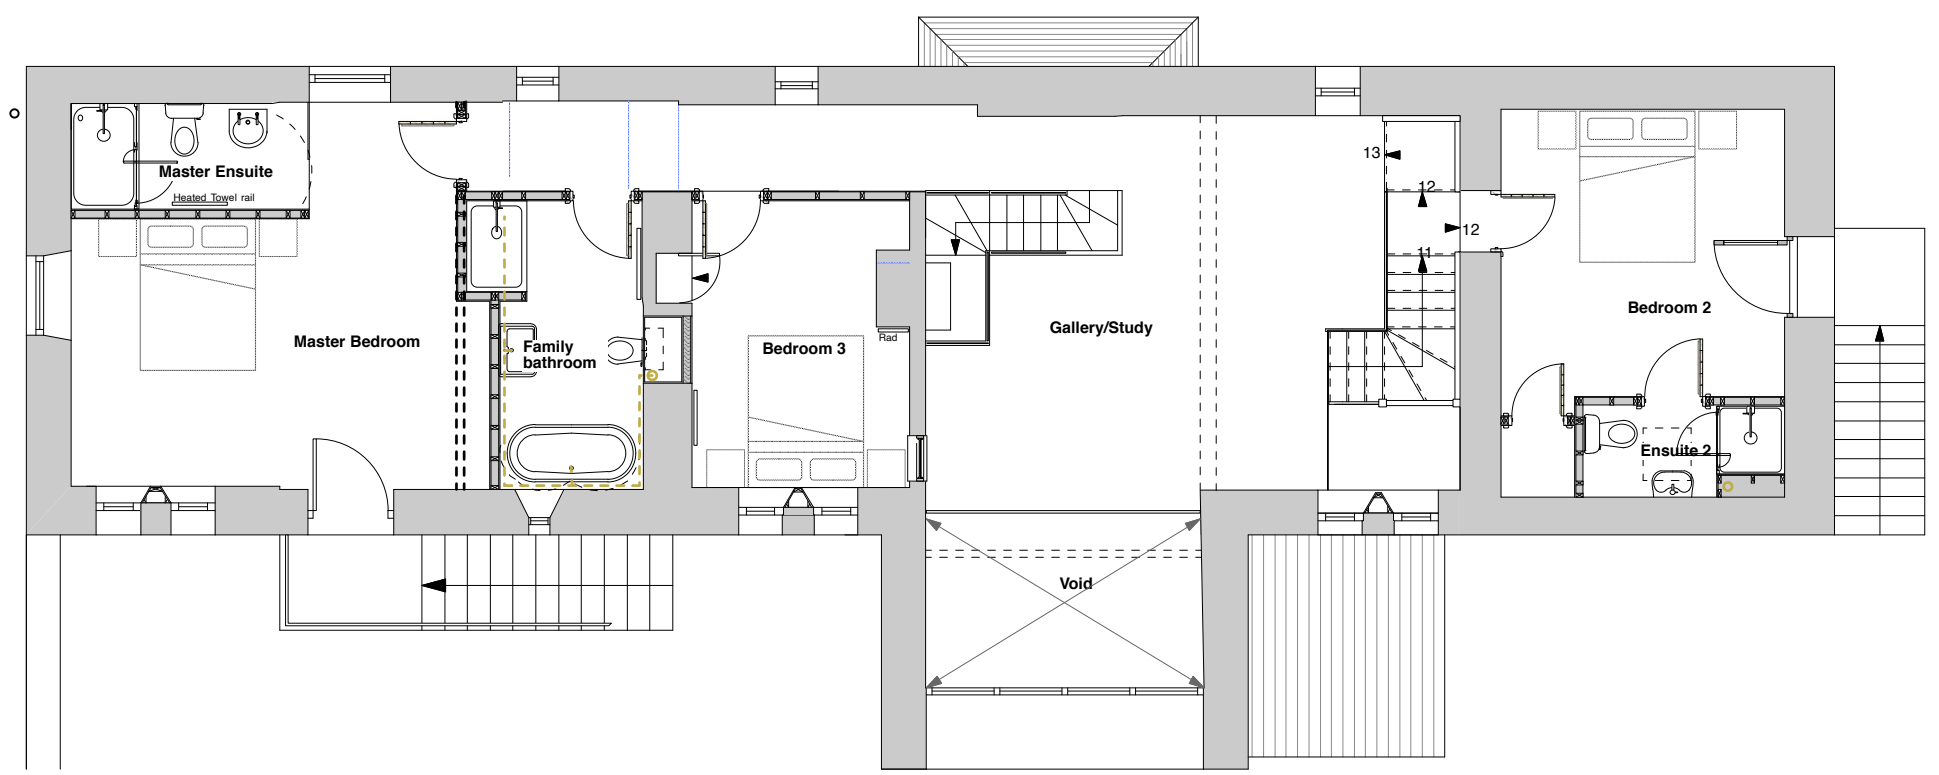 Master Ensuite
Heated Towel rail
Master Bedroom
Family
bathroom
Bedroom 3
Rad
Gallery/Study
Void
13
12
12
11
Bedroom 2
Ensuite 2